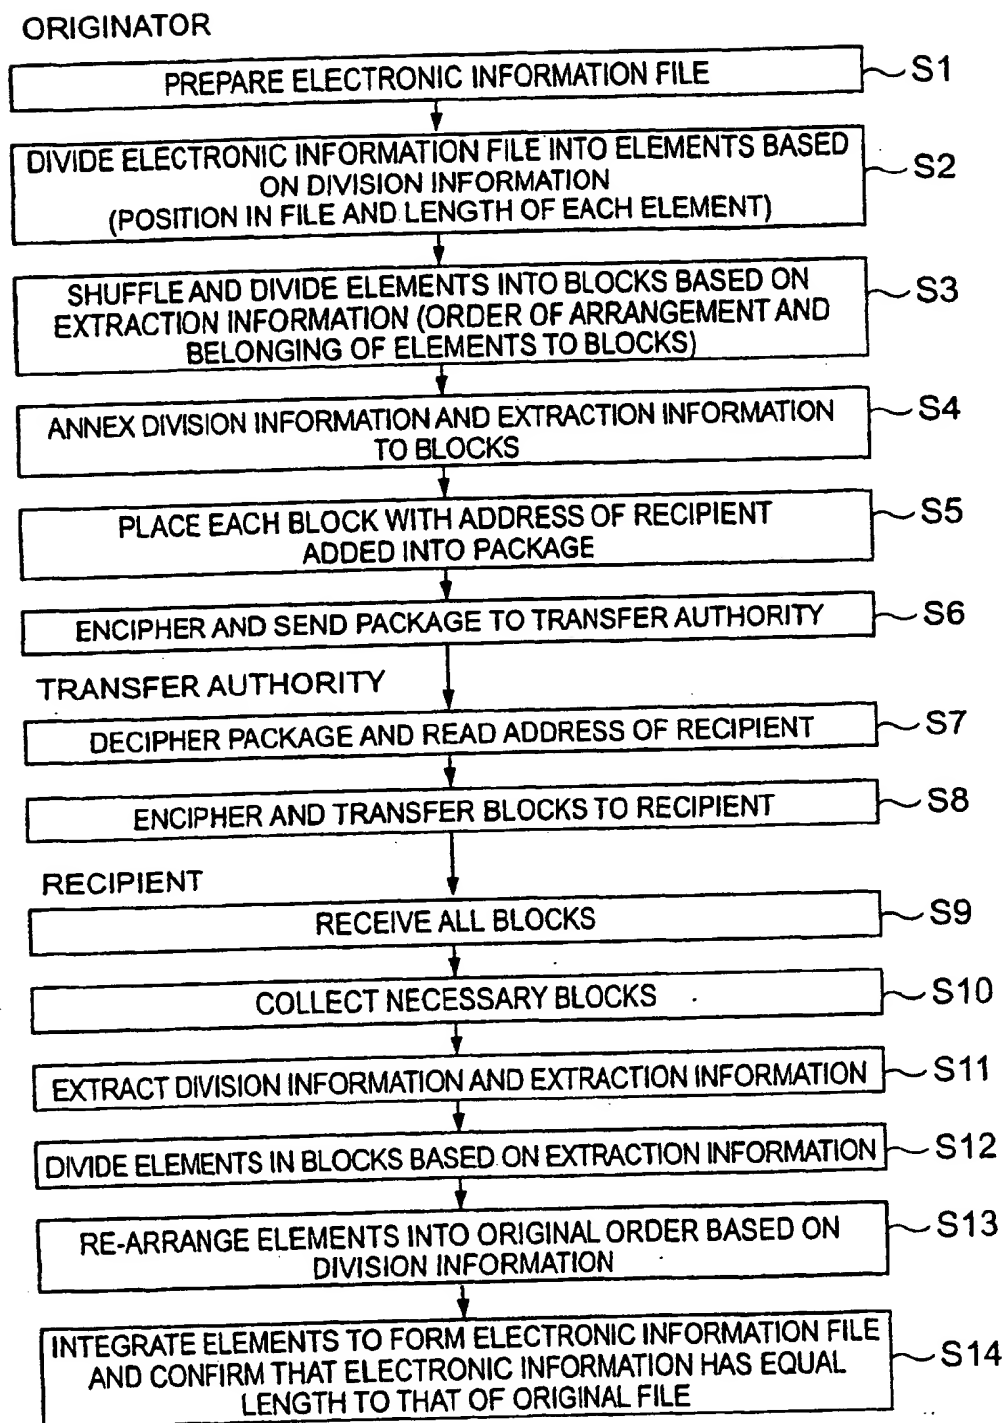 ORIGINATOR
PREPARE ELECTRONIC INFORMATION FILE
S1
DIVIDE ELECTRONIC INFORMATION FILE INTO ELEMENTS BASED
ON DIVISION INFORMATION
(POSITION IN FILE AND LENGTH OF EACH ELEMENT)
S2
SHUFFLE AND DIVIDE ELEMENTS INTO BLOCKS BASED ON
EXTRACTION INFORMATION (ORDER OF ARRANGEMENT AND
BELONGING OF ELEMENTS TO BLOCKS)
S3
ANNEX DIVISION INFORMATION AND EXTRACTION INFORMATION
TO BLOCKS
S4
PLACE EACH BLOCK WITH ADDRESS OF RECIPIENT
ADDED INTO PACKAGE
S5
ENCIPHER AND SEND PACKAGE TO TRANSFER AUTHORITY
S6
TRANSFER AUTHORITY
DECIPHER PACKAGE AND READ ADDRESS OF RECIPIENT
S7
ENCIPHER AND TRANSFER BLOCKS TO RECIPIENT
S8
RECIPIENT
RECEIVE ALL BLOCKS
S9
COLLECT NECESSARY BLOCKS
S10
EXTRACT DIVISION INFORMATION AND EXTRACTION INFORMATION
S11
DIVIDE ELEMENTS IN BLOCKS BASED ON EXTRACTION INFORMATION
S12
RE-ARRANGE ELEMENTS INTO ORIGINAL ORDER BASED ON
DIVISION INFORMATION
S13
INTEGRATE ELEMENTS TO FORM ELECTRONIC INFORMATION FILE
AND CONFIRM THAT ELECTRONIC INFORMATION HAS EQUAL
LENGTH TO THAT OF ORIGINAL FILE
S14